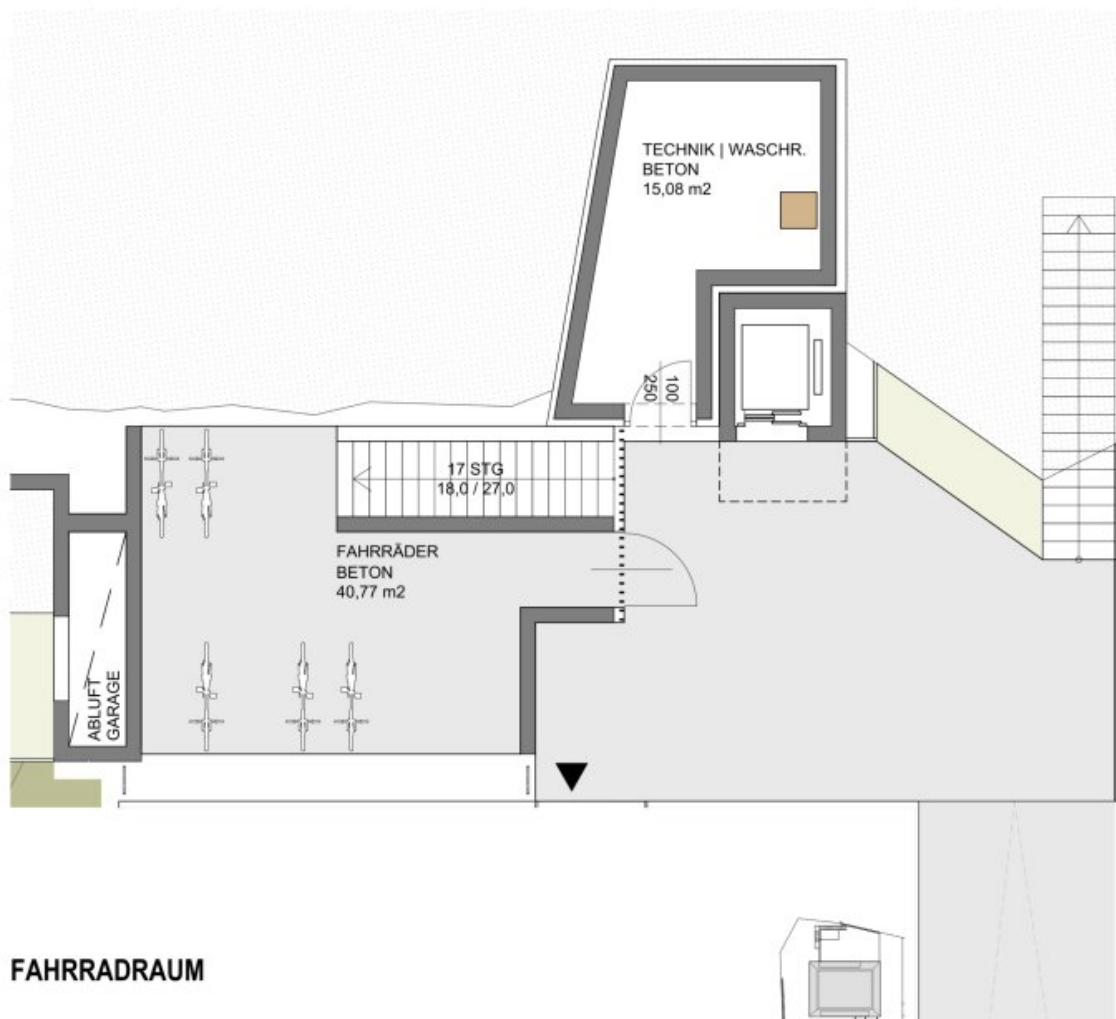 TECHNIK | WASCHR.
BETON
15,08 m2
100
250
17 STG
18,0 / 27,0
FAHRRÄDER
BETON
40,77 m2
ABLUFT
GARAGE
FAHRRADRAUM